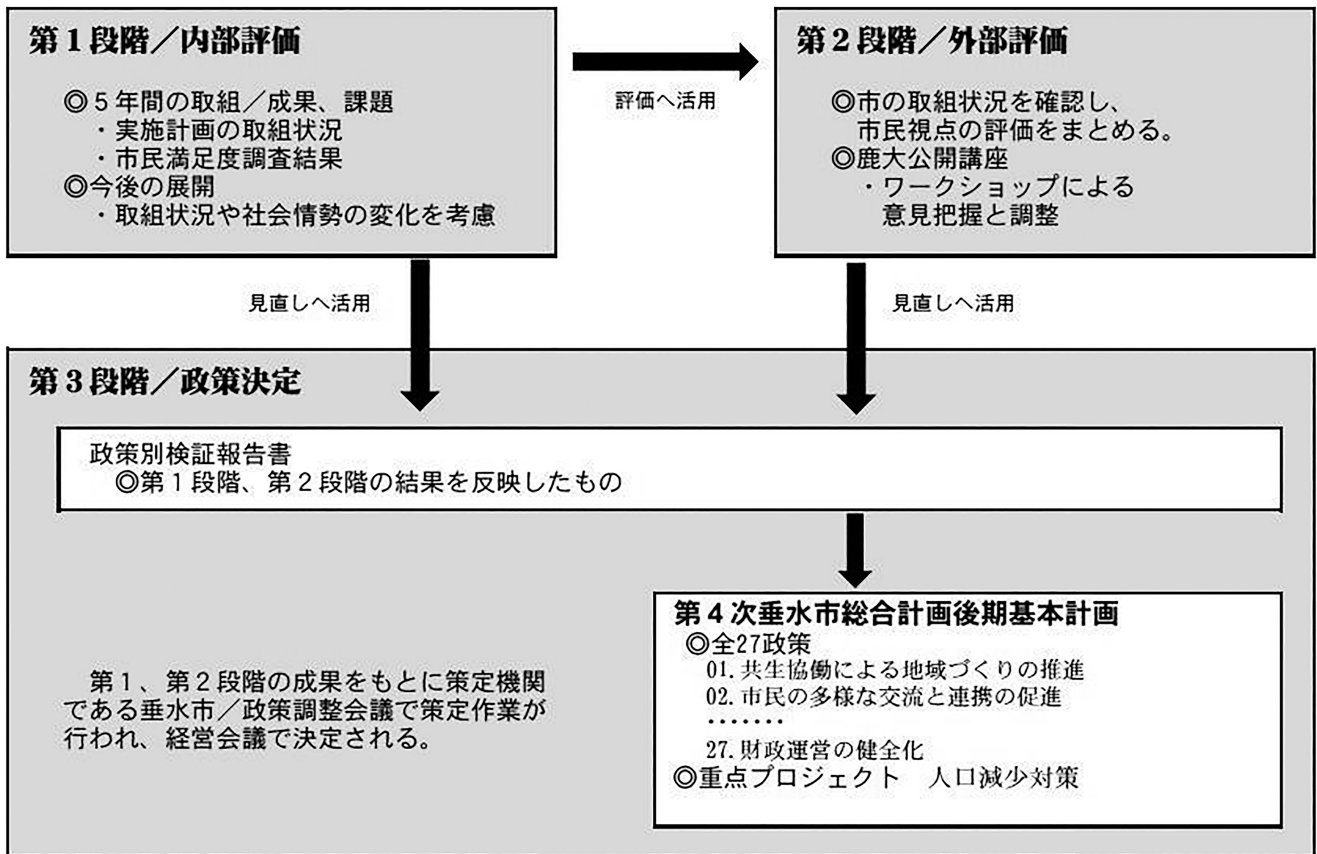 第1段階／内部評価
◎5年間の取組／成果、課題
・実施計画の取組状況
・市民満足度調査結果
◎今後の展開
・取組状況や社会情勢の変化を考慮
評価へ活用
第2段階／外部評価
◎市の取組状況を確認し、
市民視点の評価をまとめる。
◎鹿大公開講座
・ワークショップによる
意見把握と調整
見直しへ活用
見直しへ活用
第3段階／政策決定
政策別検証報告書
◎第1段階、第2段階の結果を反映したもの
第1、第2段階の成果をもとに策定機関
である垂水市／政策調整会議で策定作業が
行われ、経営会議で決定される。
第4次垂水市総合計画後期基本計画
◎全27政策
01.共生協働による地域づくりの推進
02.市民の多様な交流と連携の促進
・・・・・・・
27.財政運営の健全化
◎重点プロジェクト　人口減少対策